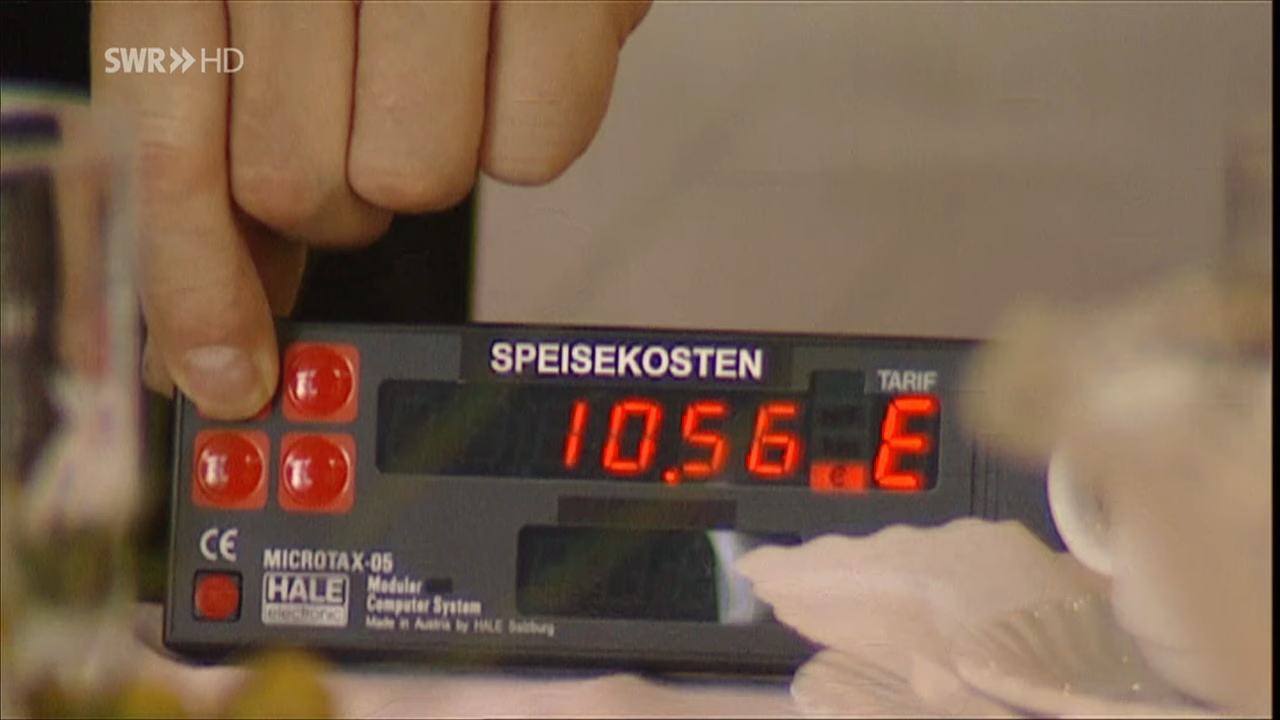 SWR HD
SPEISEKOSTEN
TARIF
10.56 € E
CE
MICROTAX-05
HALE
electronic
Modular
Computer System
Made in Austria by HALE Salzburg